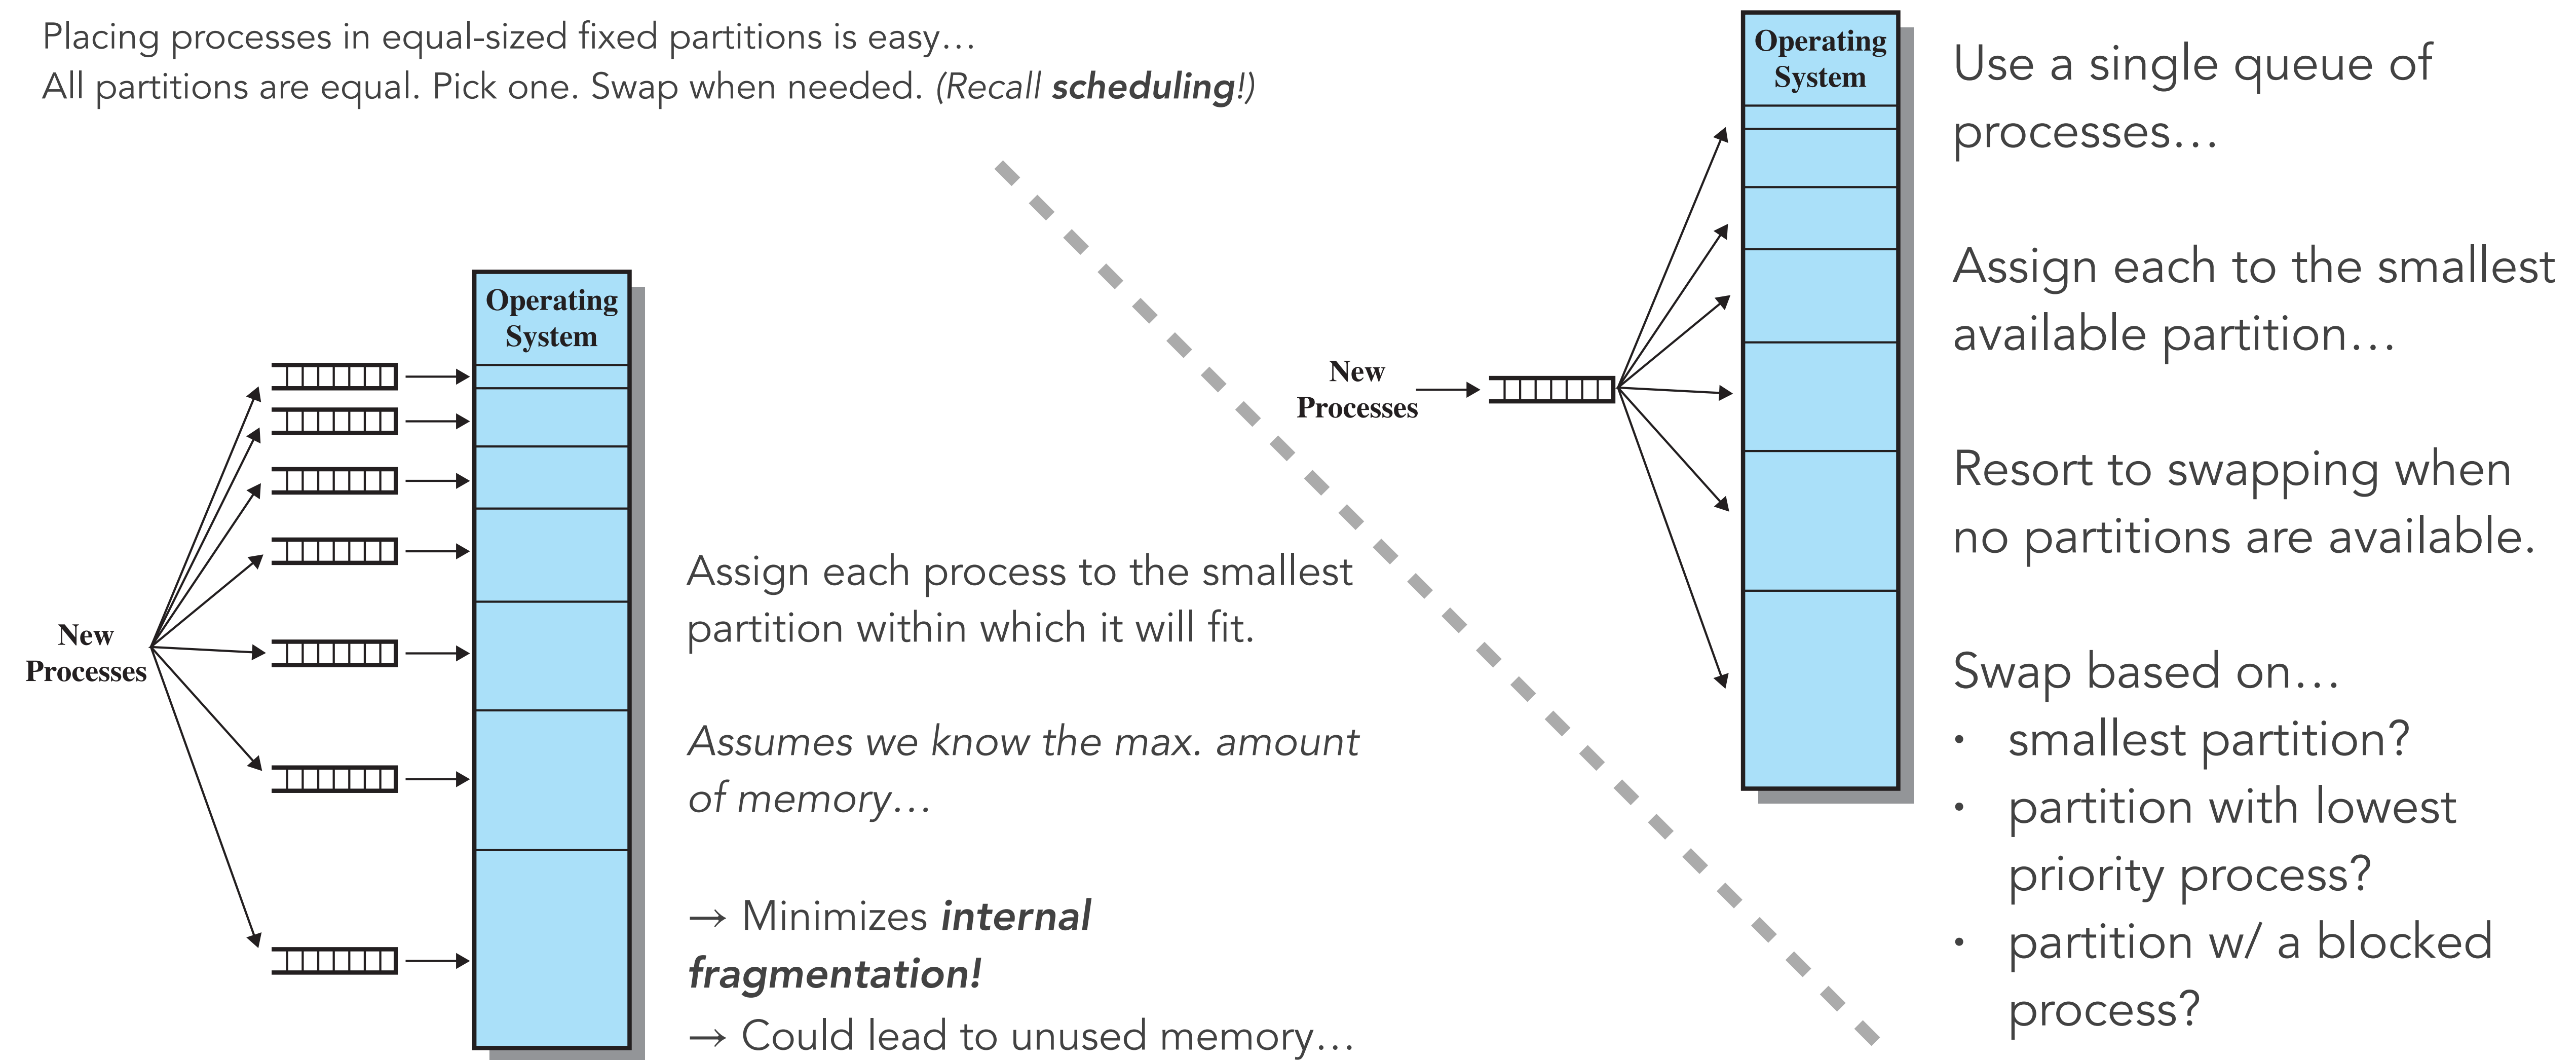 Placing processes in equal-sized fixed partitions is easy…
All partitions are equal. Pick one. Swap when needed. (Recall scheduling!)
Operating
System
New
Processes
Assign each process to the smallest
partition within which it will fit.
Assumes we know the max. amount
of memory…
→ Minimizes internal
fragmentation!
→ Could lead to unused memory…
Operating
System
New
Processes
Use a single queue of
processes…
Assign each to the smallest
available partition…
Resort to swapping when
no partitions are available.
Swap based on…
• smallest partition?
• partition with lowest
priority process?
• partition w/ a blocked
process?